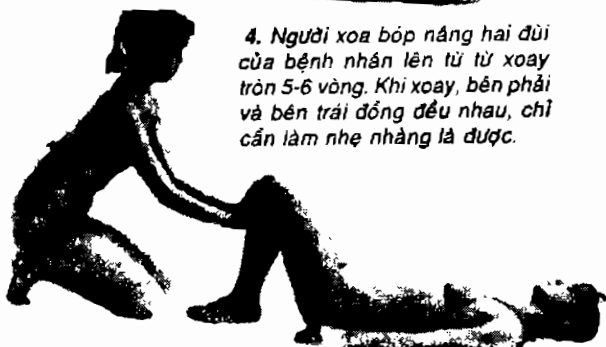 4. Người xoa bóp nâng hai đùi
của bệnh nhân lên từ từ xoay
tròn 5-6 vòng. Khi xoay, bên phải
và bên trái đồng đều nhau, chỉ
cần làm nhẹ nhàng là được.